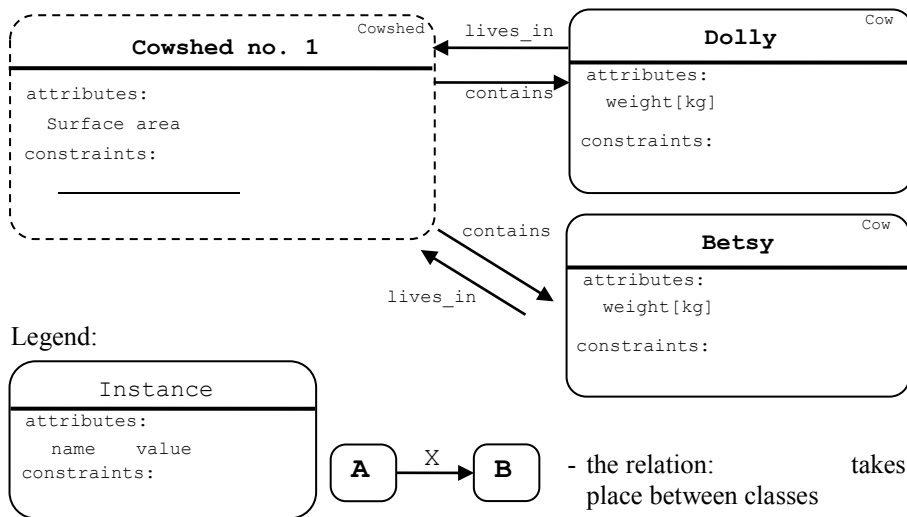 Cowshed
Cowshed no. 1
attributes:
Surface area
constraints:
lives_in
contains
Cow
Dolly
attributes:
weight[kg]
constraints:
contains
lives_in
Cow
Betsy
attributes:
weight[kg]
constraints:
Legend:
Instance
attributes:
name value
constraints:
A X B
- the relation: takes
place between classes